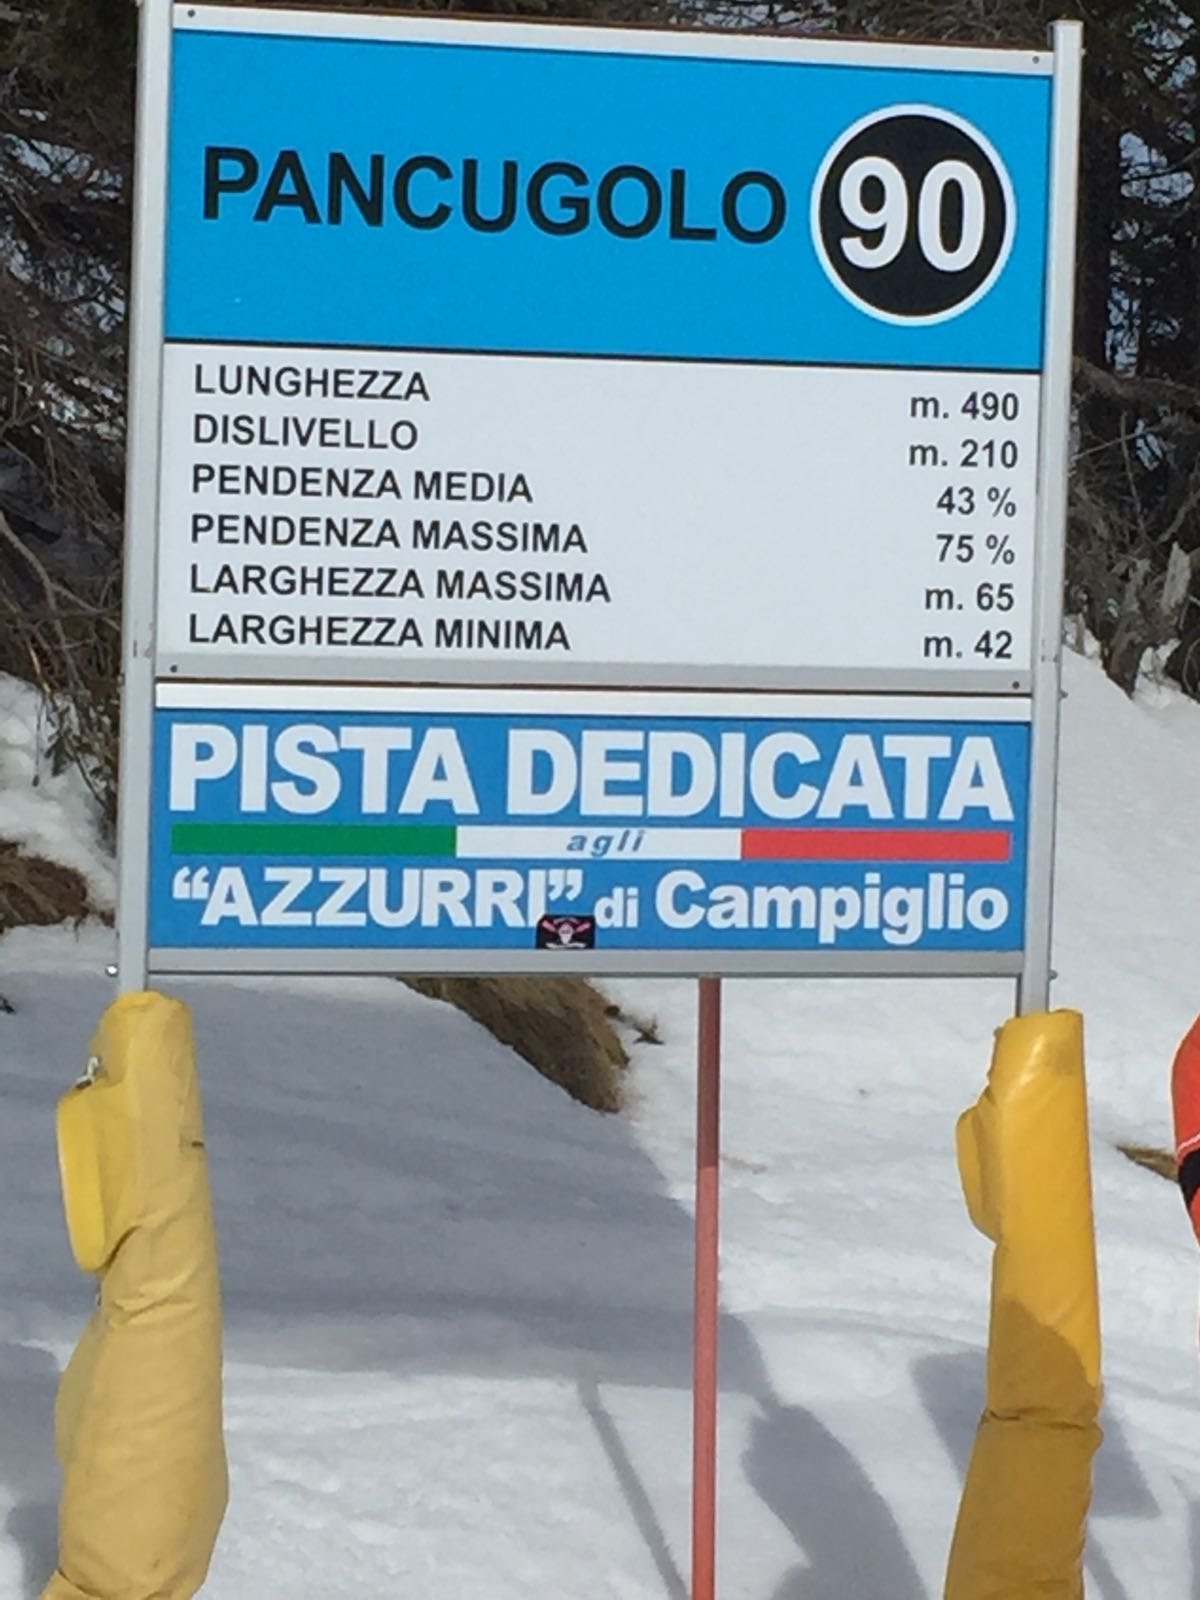 PANCUGOLO 90
LUNGHEZZA m. 490
DISLIVELLO m. 210
PENDENZA MEDIA 43 %
PENDENZA MASSIMA 75 %
LARGHEZZA MASSIMA m. 65
LARGHEZZA MINIMA m. 42
PISTA DEDICATA
agli
“AZZURRI” di Campiglio